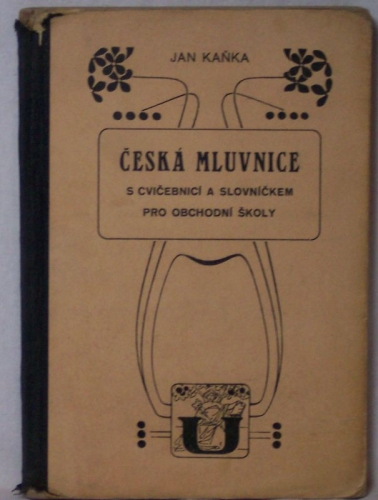 JAN KAŇKA
ČESKÁ MLUVNICE
S CVIČEBNICÍ A SLOVNÍČKEM
PRO OBCHODNÍ ŠKOLY
U